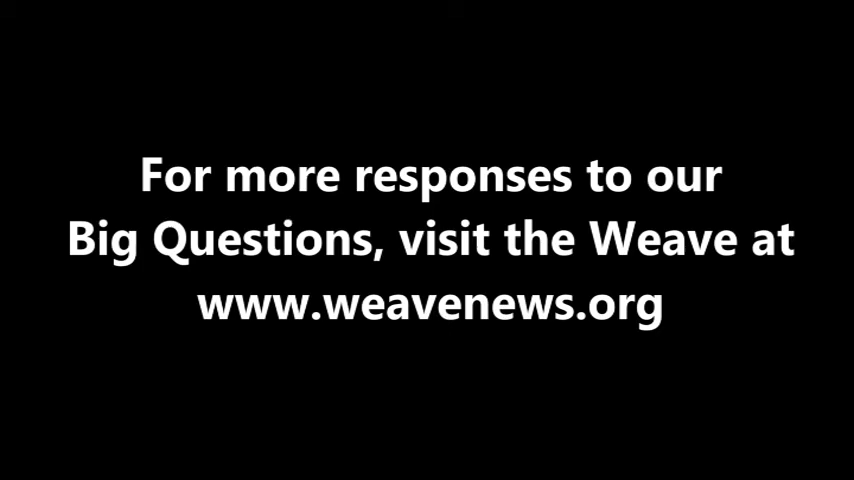 For more responses to our
Big Questions, visit the Weave at
www.weavenews.org